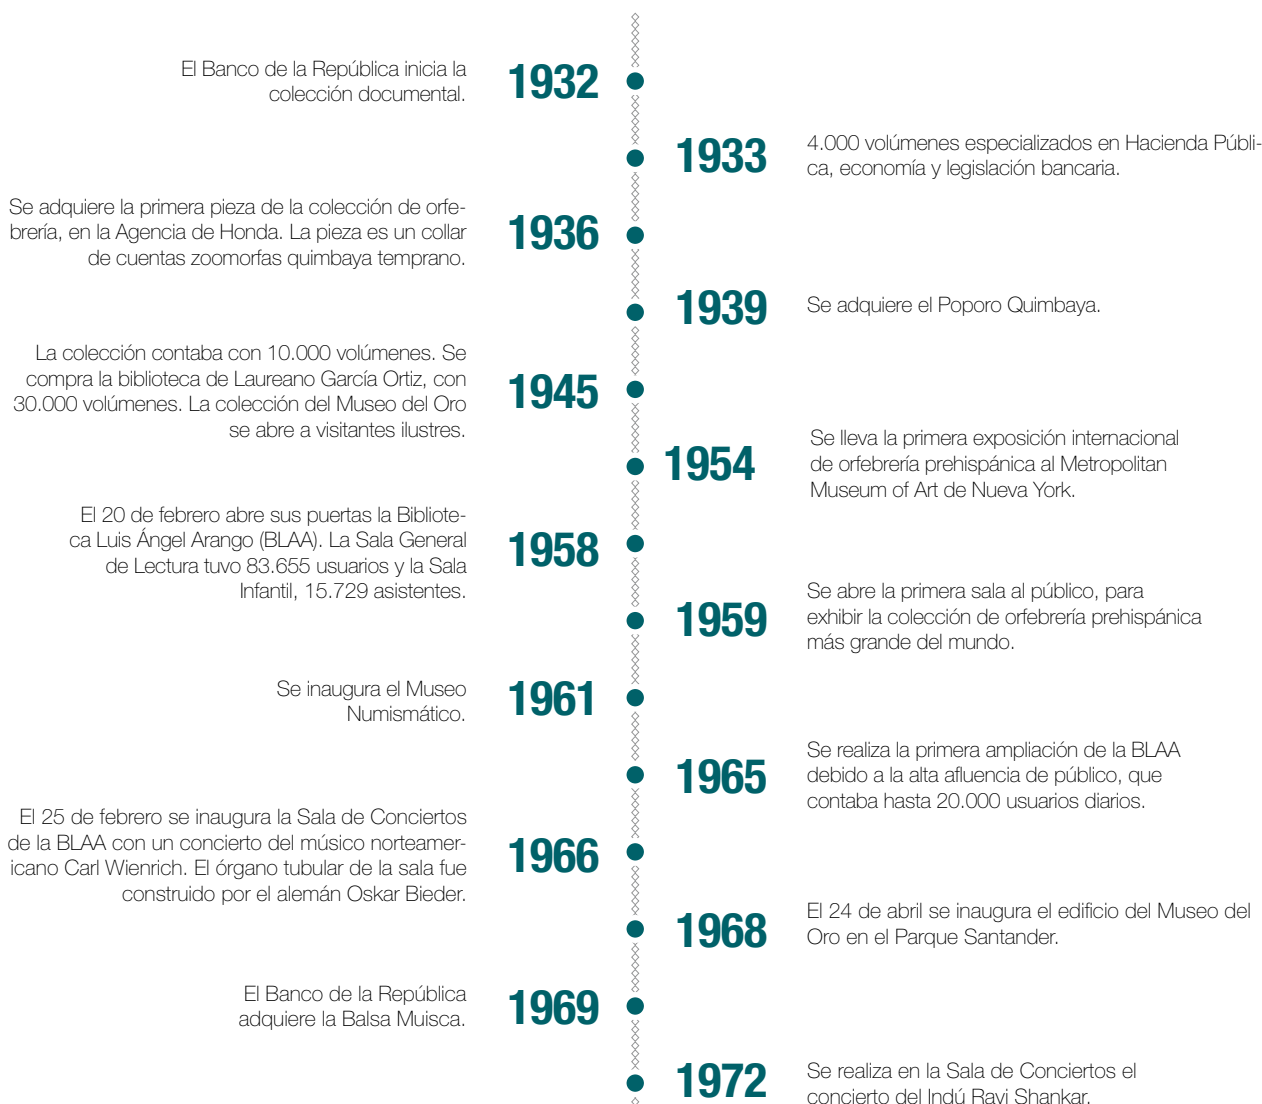 El Banco de la República inicia la
colección documental.
1932
1933
4.000 volúmenes especializados en Hacienda Públi-
ca, economía y legislación bancaria.
Se adquiere la primera pieza de la colección de orfe-
brería, en la Agencia de Honda. La pieza es un collar
de cuentas zoomorfas quimbaya temprano.
1936
1939
Se adquiere el Poporo Quimbaya.
La colección contaba con 10.000 volúmenes. Se
compra la biblioteca de Laureano García Ortiz, con
30.000 volúmenes. La colección del Museo del Oro
se abre a visitantes ilustres.
1945
1954
Se lleva la primera exposición internacional
de orfebrería prehispánica al Metropolitan
Museum of Art de Nueva York.
El 20 de febrero abre sus puertas la Bibliote-
ca Luis Ángel Arango (BLAA). La Sala General
de Lectura tuvo 83.655 usuarios y la Sala
Infantil, 15.729 asistentes.
1958
1959
Se abre la primera sala al público, para
exhibir la colección de orfebrería prehispánica
más grande del mundo.
Se inaugura el Museo
Numismático.
1961
1965
Se realiza la primera ampliación de la BLAA
debido a la alta afluencia de público, que
contaba hasta 20.000 usuarios diarios.
El 25 de febrero se inaugura la Sala de Conciertos
de la BLAA con un concierto del músico norteamer-
icano Carl Wienrich. El órgano tubular de la sala fue
construido por el alemán Oskar Bieder.
1966
1968
El 24 de abril se inaugura el edificio del Museo del
Oro en el Parque Santander.
El Banco de la República
adquiere la Balsa Muisca.
1969
1972
Se realiza en la Sala de Conciertos el
concierto del Indú Ravi Shankar.